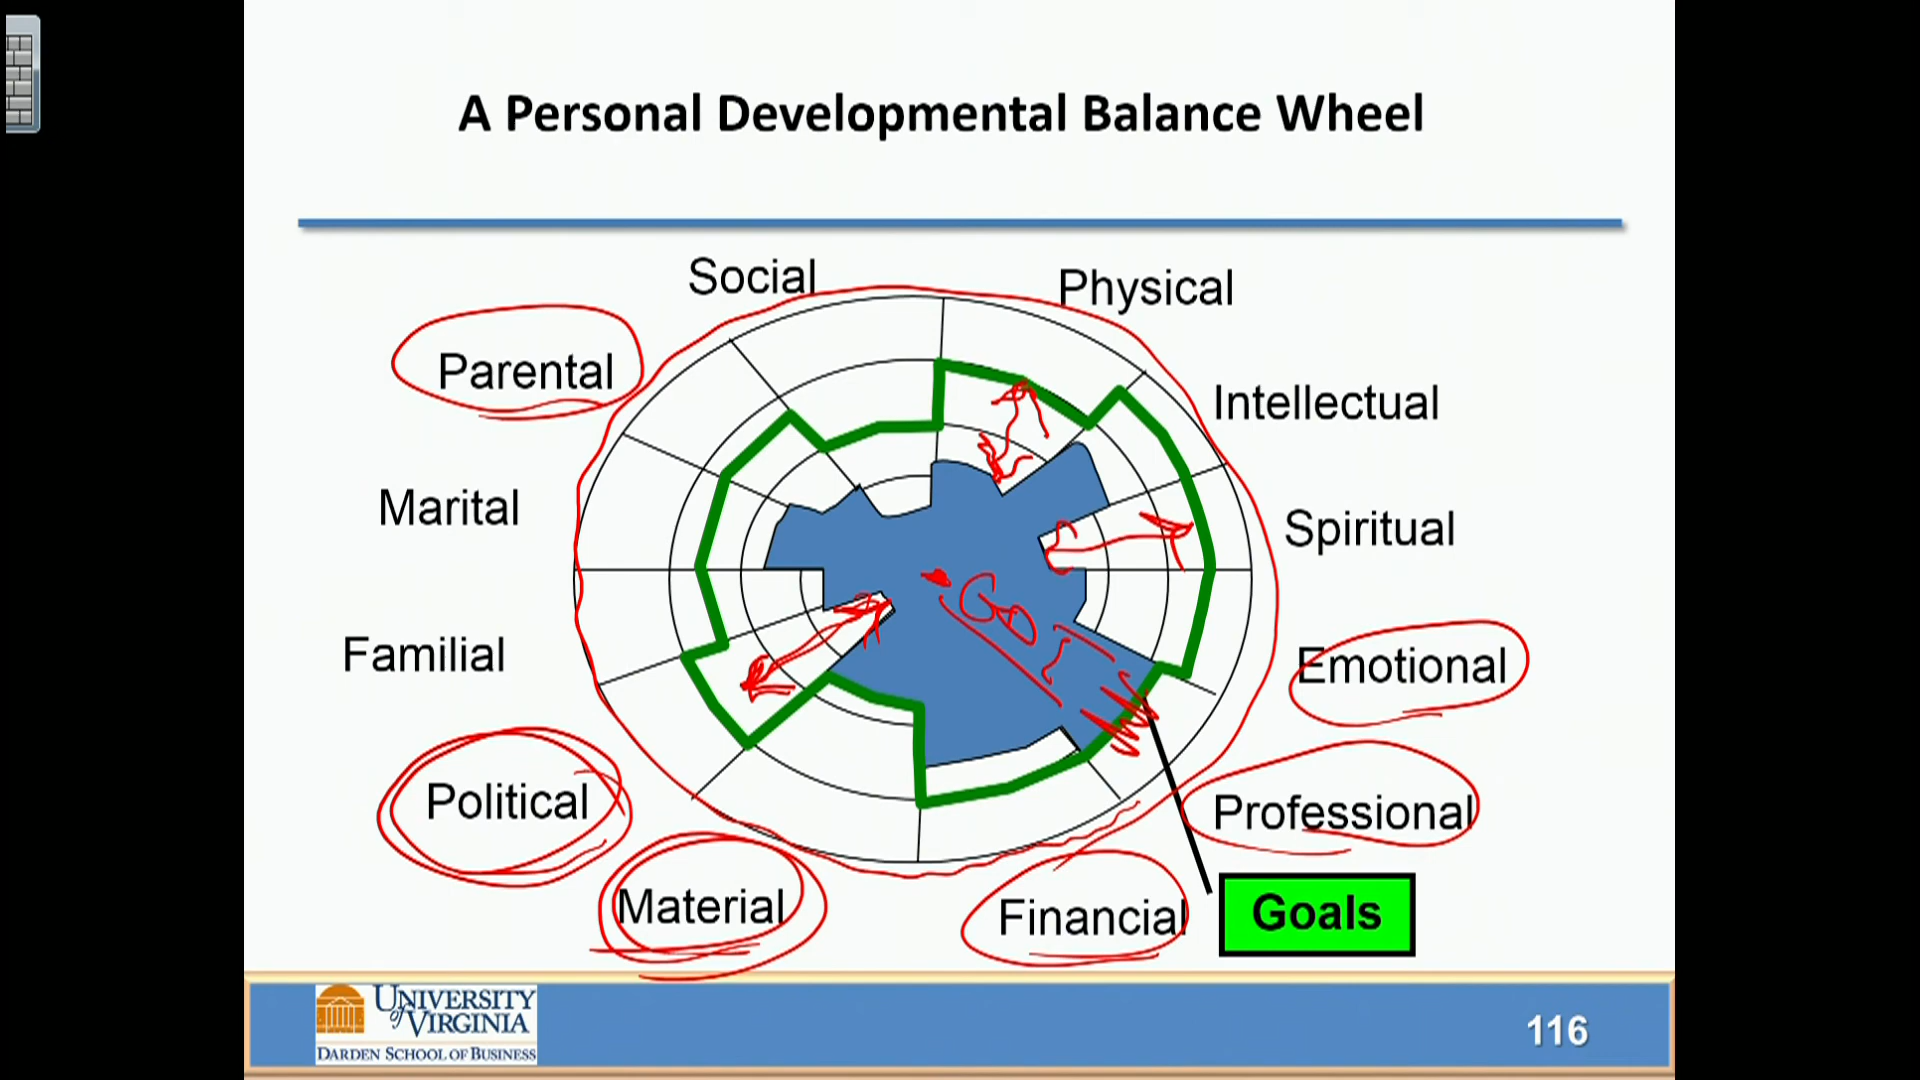 A Personal Developmental Balance Wheel
Social
Physical
Parental
Intellectual
Marital
Spiritual
Familial
Emotional
Political
Professional
Material
Financial
Goals
UNIVERSITY
of VIRGINIA
DARDEN SCHOOL OF BUSINESS
116